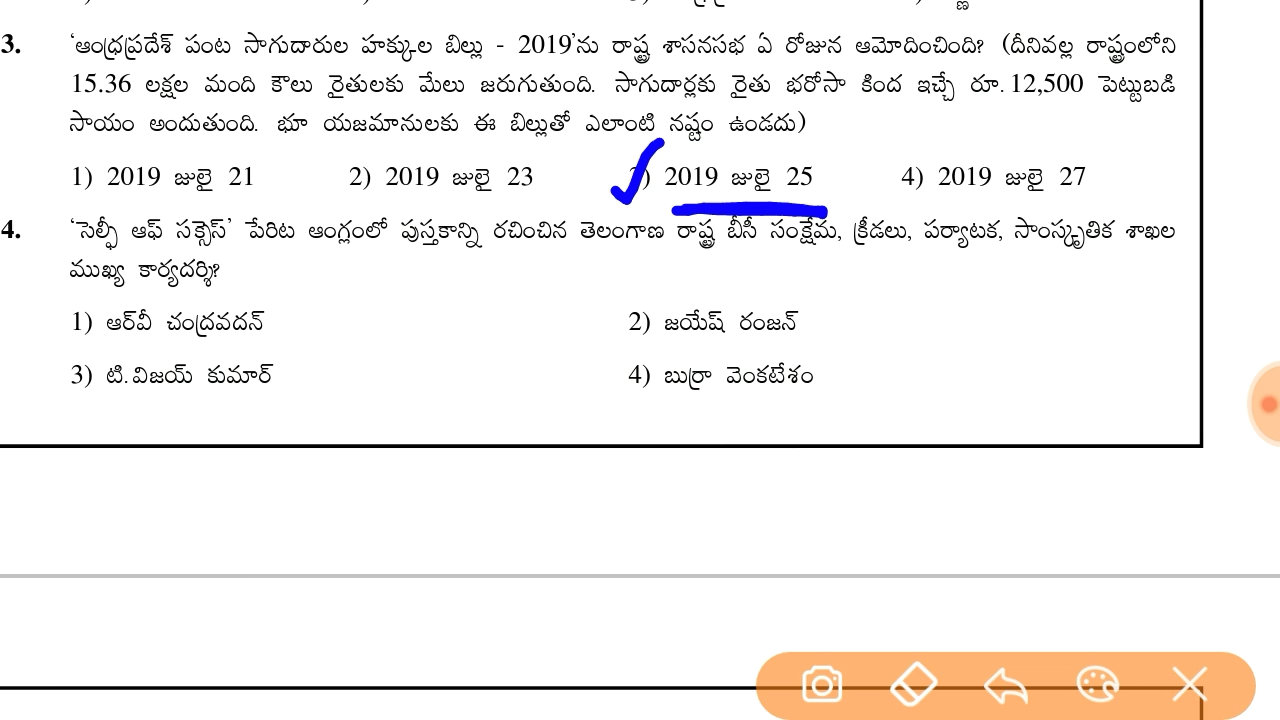 3. 'ఆంధ్రప్రదేశ్ పంట సాగుదారుల హక్కుల బిల్లు - 2019'ను రాష్ట్ర శాసనసభ ఏ రోజున ఆమోదించింది? (దీనివల్ల రాష్ట్రంలోని
15.36 లక్షల మంది కౌలు రైతులకు మేలు జరుగుతుంది. సాగుదార్లకు రైతు భరోసా కింద ఇచ్చే రూ. 12,500 పెట్టుబడి
సాయం అందుతుంది. భూ యజమానులకు ఈ బిల్లుతో ఎలాంటి నష్టం ఉండదు)
1) 2019 జులై 21 2) 2019 జులై 23 3) 2019 జులై 25 4) 2019 జులై 27
4. 'సెల్ఫీ ఆఫ్ సక్సెస్' పేరిట ఆంగ్లంలో పుస్తకాన్ని రచించిన తెలంగాణ రాష్ట్ర బీసీ సంక్షేమ, క్రీడలు, పర్యాటక, సాంస్కృతిక శాఖల
ముఖ్య కార్యదర్శి?
1) ఆర్‌వీ చంద్రవదన్ 2) జయేష్ రంజన్
3) టి.విజయ్ కుమార్ 4) బుర్రా వెంకటేశం